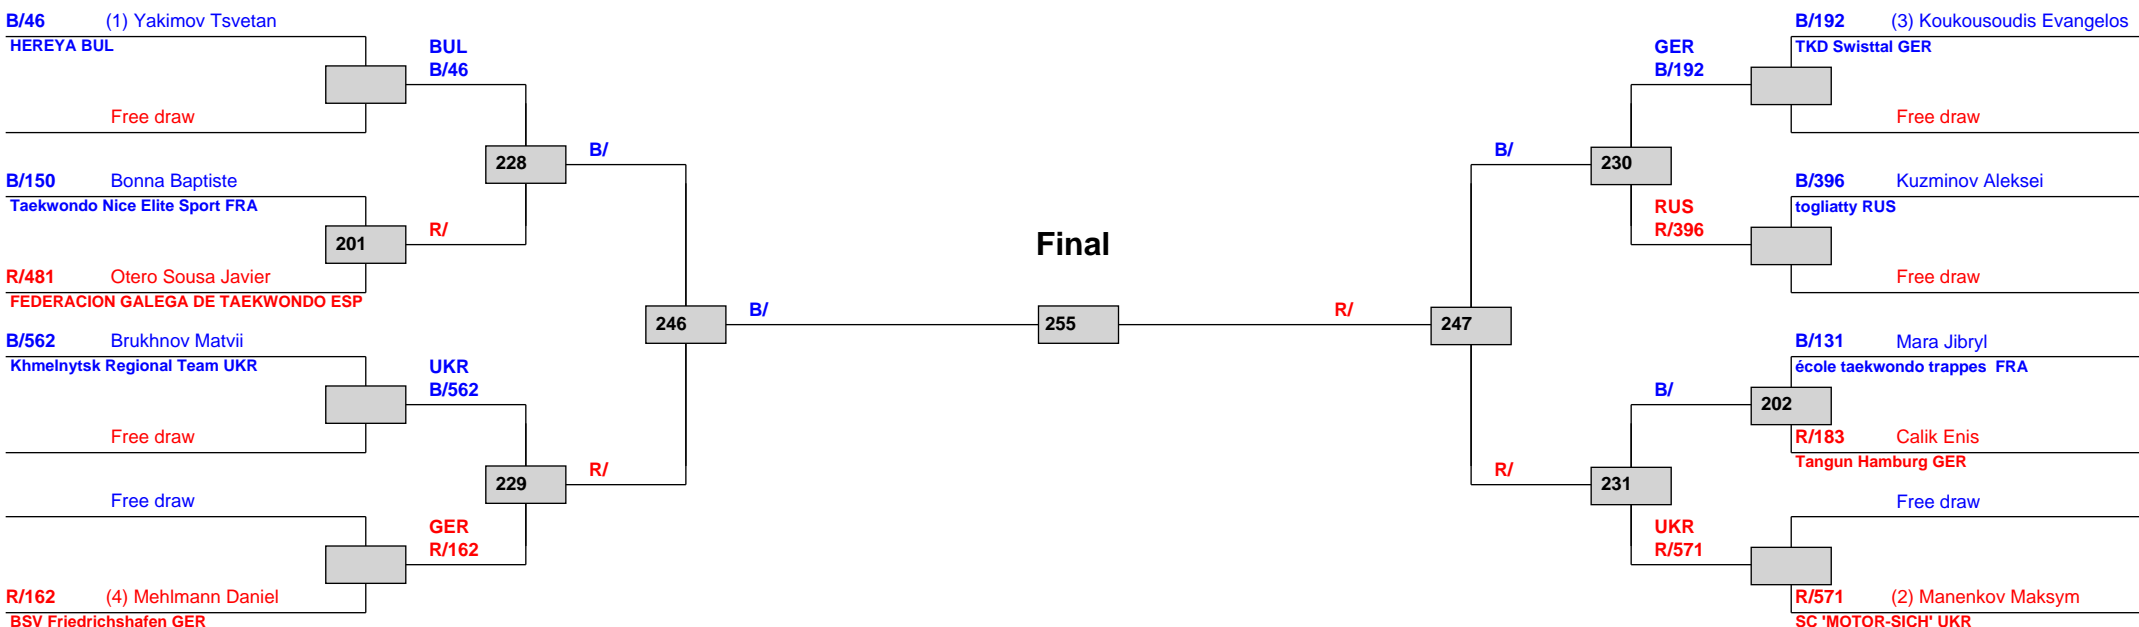 B/46 (1) Yakimov Tsvetan
HEREYA BUL
Free draw
B/150 Bonna Baptiste
Taekwondo Nice Elite Sport FRA
201
R/481 Otero Sousa Javier
FEDERACION GALEGA DE TAEKWONDO ESP
B/562 Brukhnov Matvii
Khmelnytsk Regional Team UKR
Free draw
Free draw
R/162 (4) Mehlmann Daniel
BSV Friedrichshafen GER
BUL
B/46
228
R/
UKR
B/562
229
GER
R/162
B/
246
R/
B/
Final
255
R/
B/
247
R/
GER
B/192
230
RUS
R/396
B/
231
UKR
R/571
B/192 (3) Koukousoudis Evangelos
TKD Swisttal GER
Free draw
B/396 Kuzminov Aleksei
togliatty RUS
Free draw
B/131 Mara Jibryl
école taekwondo trappes FRA
202
R/183 Calik Enis
Tangun Hamburg GER
Free draw
R/571 (2) Manenkov Maksym
SC 'MOTOR-SICH' UKR